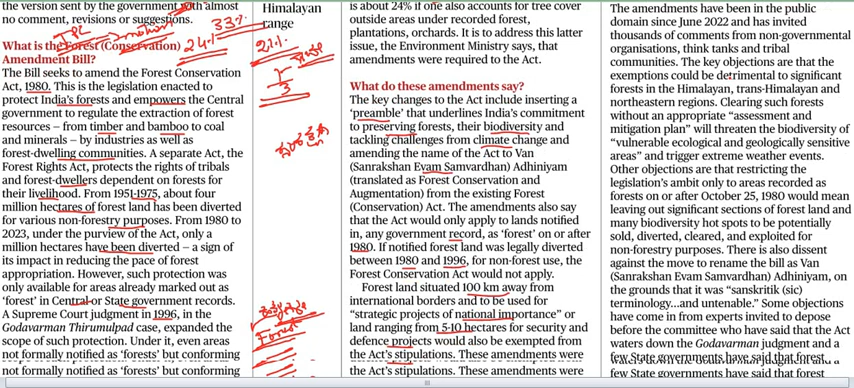 the version sent by the government with almost
no comment, revisions or suggestions.
What is the Forest (Conservation)
Amendment Bill?
The Bill seeks to amend the Forest Conservation
Act, 1980. This legislation enacted to
protect India's forests and empowers the Central
government to regulate the extraction of forest
resources – from timber and bamboo to coal
and minerals – by industries as well as
forest-dwelling communities. A separate Act, the
Forest Rights Act, protects the rights of tribals
and forest-dwellers dependent on forests for
their livelihood. From 1951-1975, about four
million hectares of forest land has been diverted
for various non-forestry purposes. From 1980 to
2023, under the purview of the Act, only a
million hectares have been diverted – a sign of
its impact in reducing the pace of forest
appropriation. However, such protection was
only available for areas already marked out as
'forest' in Central or State government records.
A Supreme Court judgment in 1996, in the
Godavarman Thirumulpad case, expanded the
scope of such protection. Under it, even areas
not formally notified as 'forests' but conforming
not formally notified as 'forests' but conforming
Himalayan
range
33%
24%
21%
1/3
Forest
is about 24% if one also accounts for tree cover
outside areas under recorded forest,
plantations, orchards. It is to address this latter
issue, the Environment Ministry says, that
amendments were required to the Act.
What do these amendments say?
The key changes to the Act include inserting a
'preamble' that underlines India's commitment
to preserving forests, their biodiversity and
tackling challenges from climate change and
amending the name of the Act to Van
(Sanrakshan Evam Samvardhan) Adhiniyam
(translated as Forest Conservation and
Augmentation) from the existing Forest
(Conservation) Act. The amendments also say
that the Act would only apply to lands notified
in, any government record, as 'forest' on or after
1980. If notified forest land was legally diverted
between 1980 and 1996, for non-forest use, the
Forest Conservation Act would not apply.
Forest land situated 100 km away from
international borders and to be used for
"strategic projects of national importance" or
land ranging from 5-10 hectares for security and
defence projects would also be exempted from
the Act's stipulations. These amendments were
the Act's stipulations. These amendments were
The amendments have been in the public
domain since June 2022 and has invited
thousands of comments from non-governmental
organisations, think tanks and tribal
communities. The key objections are that the
exemptions could be detrimental to significant
forests in the Himalayan, trans-Himalayan and
northeastern regions. Clearing such forests
without an appropriate "assessment and
mitigation plan" will threaten the biodiversity of
"vulnerable ecological and geologically sensitive
areas" and trigger extreme weather events.
Other objections are that restricting the
legislation's ambit only to areas recorded as
forests on or after October 25, 1980 would mean
leaving out significant sections of forest land and
many biodiversity hot spots to be potentially
sold, diverted, cleared, and exploited for
non-forestry purposes. There is also dissent
against the move to rename the bill as Van
(Sanrakshan Evam Samvardhan) Adhiniyam, on
the grounds that it was "sanskritik (sic)
terminology...and untenable." Some objections
have come in from experts invited to depose
before the committee who have said that the Act
waters down the Godavarman judgment and a
few State governments have said that forest
few State governments have said that forest